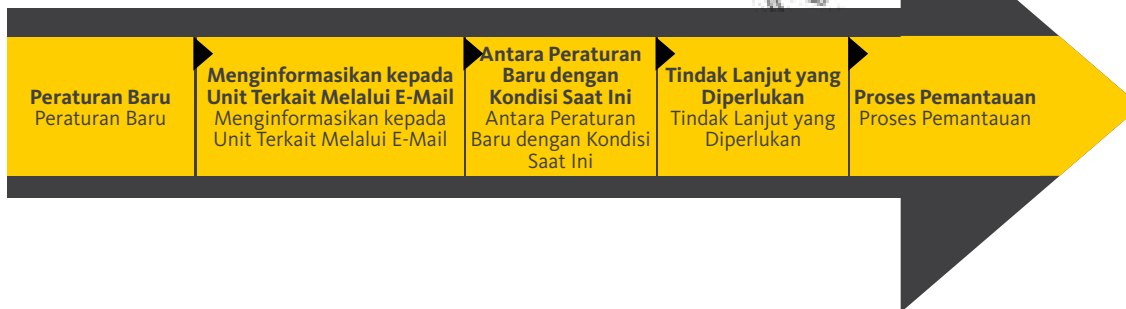 Peraturan Baru
Peraturan Baru
Menginformasikan kepada
Unit Terkait Melalui E-Mail
Menginformasikan kepada
Unit Terkait Melalui E-Mail
Antara Peraturan
Baru dengan
Kondisi Saat Ini
Antara Peraturan
Baru dengan Kondisi
Saat Ini
Tindak Lanjut yang
Diperlukan
Tindak Lanjut yang
Diperlukan
Proses Pemantauan
Proses Pemantauan